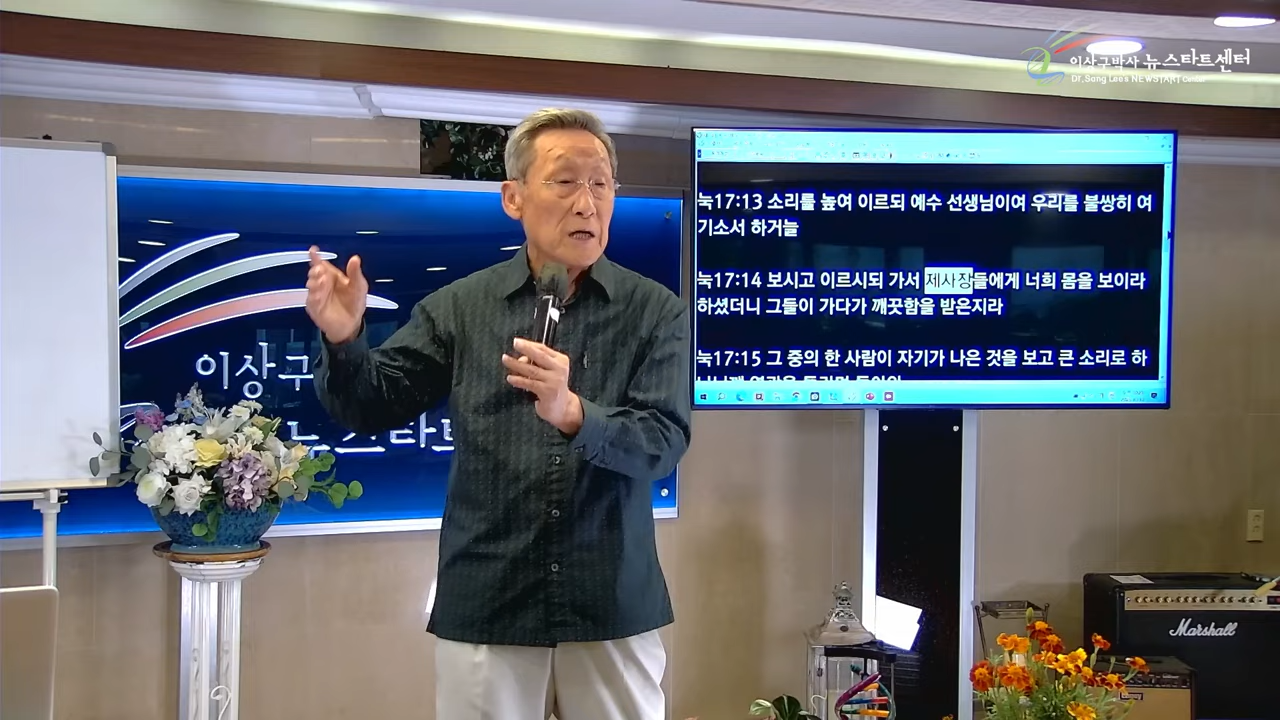 이상구박사 뉴스타트센터
Dr,Sang Lee's NEWSTART Center
눅17:13 소리를 높여 이르되 예수 선생님이여 우리를 불쌍히 여
기소서 하거늘
눅17:14 보시고 이르시되 가서 제사장들에게 너희 몸을 보이라
하셨더니 그들이 가다가 깨끗함을 받은지라
눅17:15 그 중의 한 사람이 자기가 나은 것을 보고 큰 소리로 하
이상구
뉴스타트
Marshall